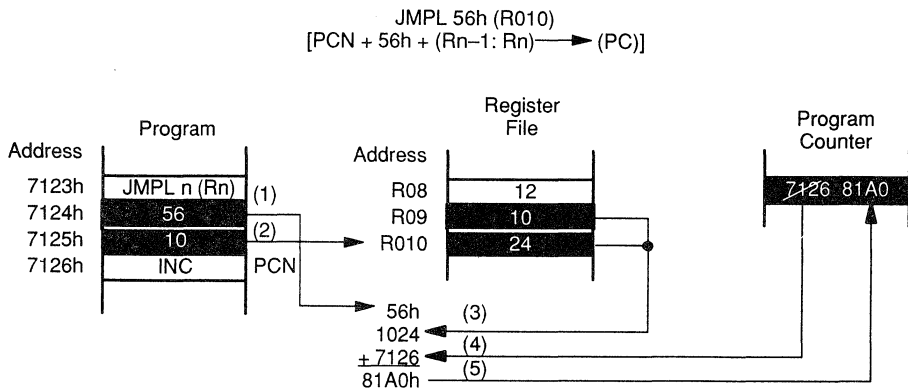 JMPL 56h (R010)
[PCN + 56h + (Rn–1: Rn) (PC)]
Program
Register
File
Program
Counter
Address
Address
7123h JMPL n (Rn) (1)
7124h 56
7125h 10 (2)
7126h INC PCN
R08 12
R09 10
R010 24
7126 81A0
56h (3)
1024
+ 7126 (4)
81A0h (5)